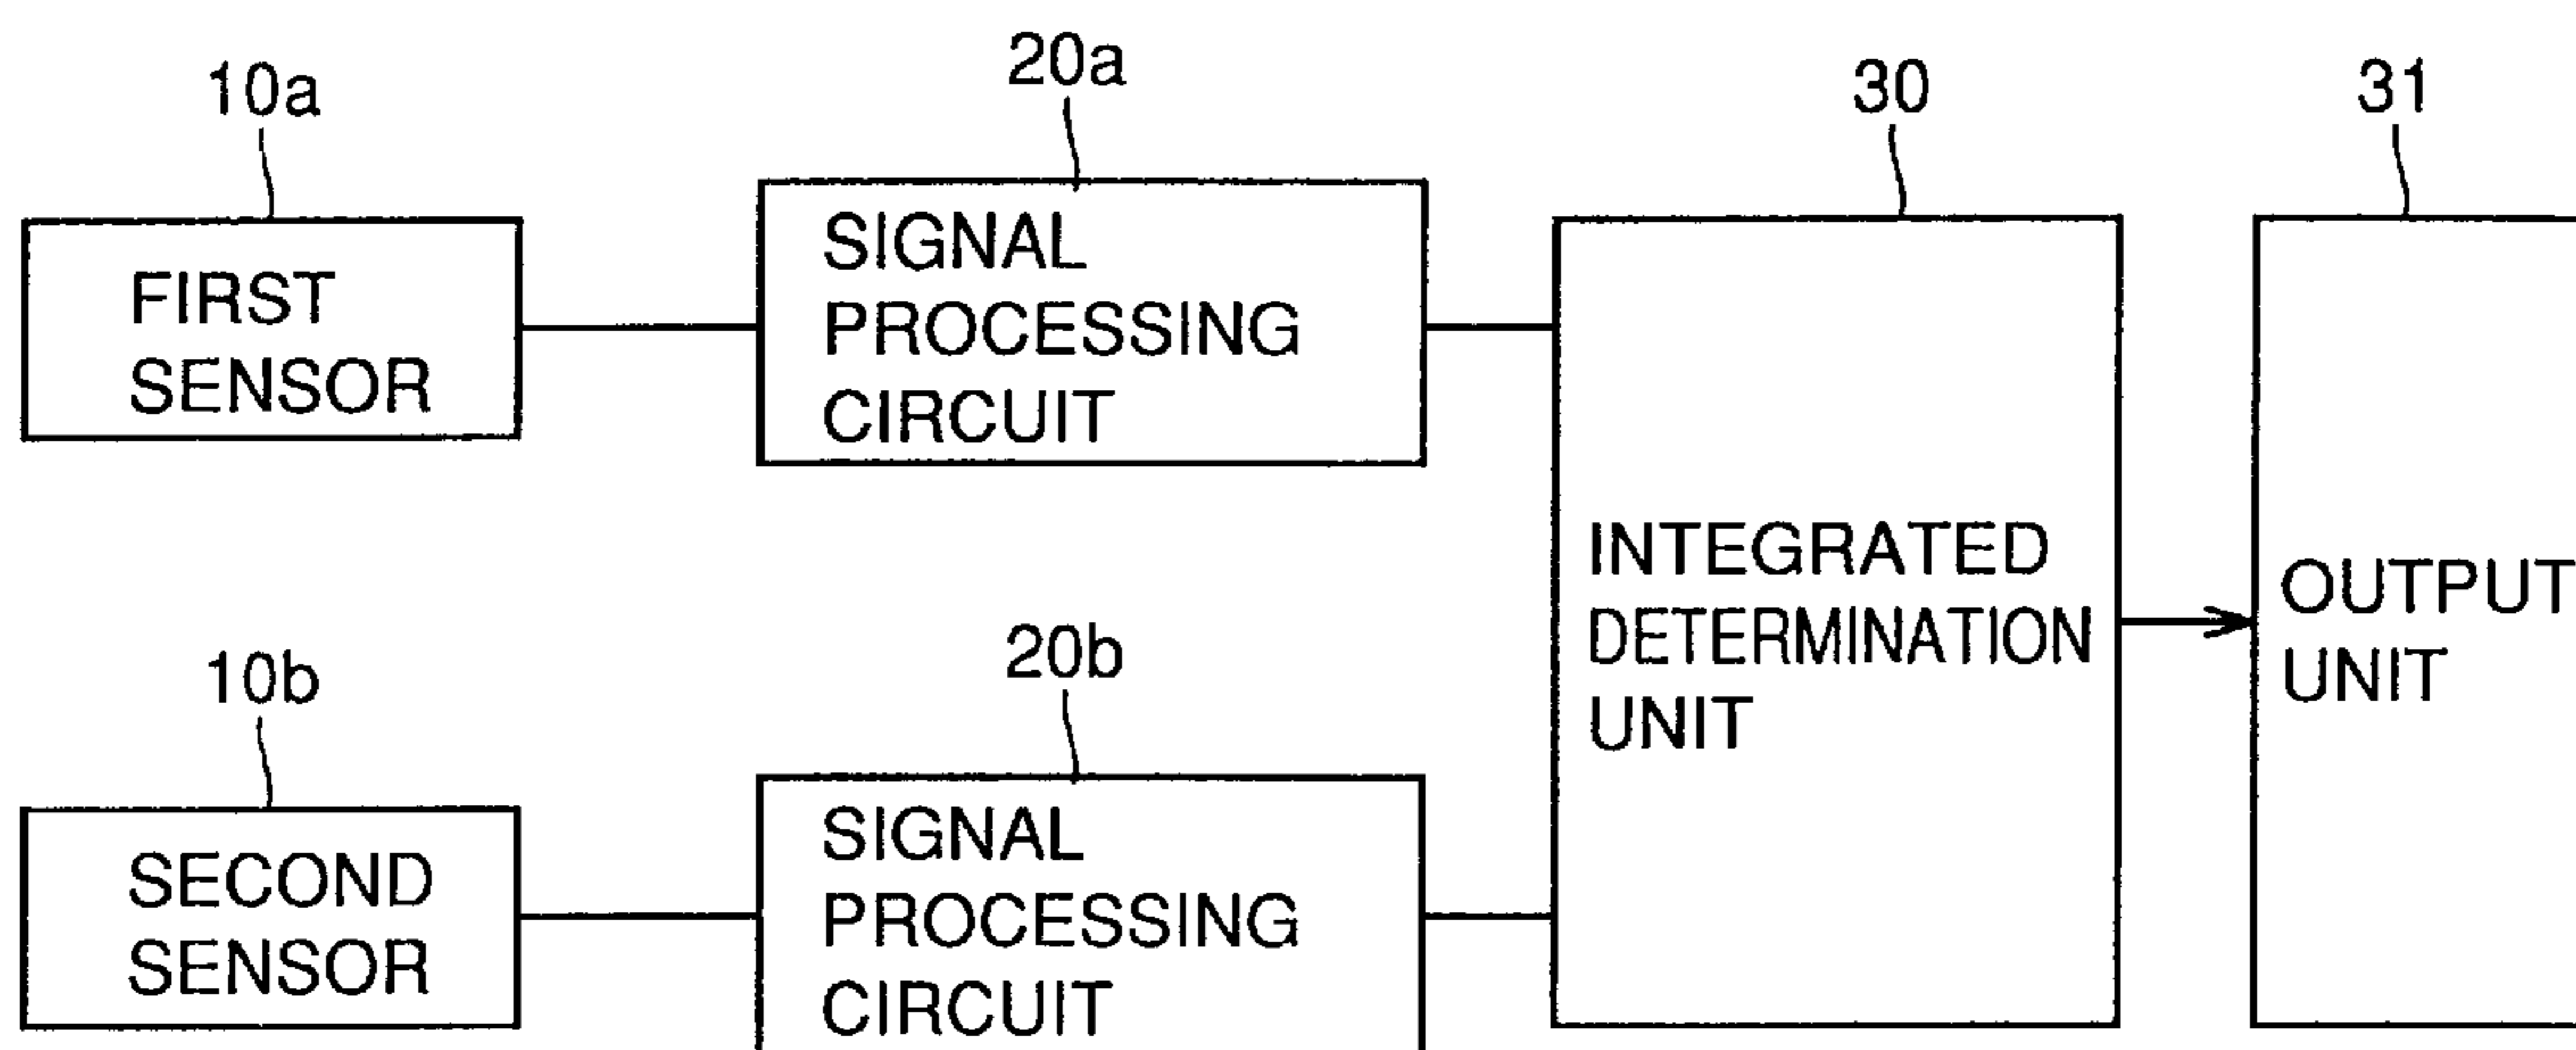 10a
20a
30
31
FIRST
SENSOR
SIGNAL
PROCESSING
CIRCUIT
INTEGRATED
DETERMINATION
UNIT
OUTPUT
UNIT
10b
20b
SECOND
SENSOR
SIGNAL
PROCESSING
CIRCUIT